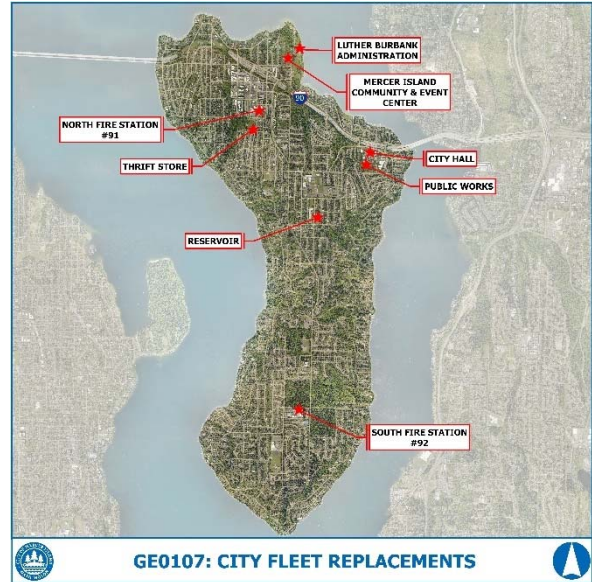 LUTHER BURBANK
ADMINISTRATION
MERCER ISLAND
COMMUNITY & EVENT
CENTER
90
NORTH FIRE STATION
#91
THRIFT STORE
CITY HALL
PUBLIC WORKS
RESERVOIR
SOUTH FIRE STATION
#92
GE0107: CITY FLEET REPLACEMENTS